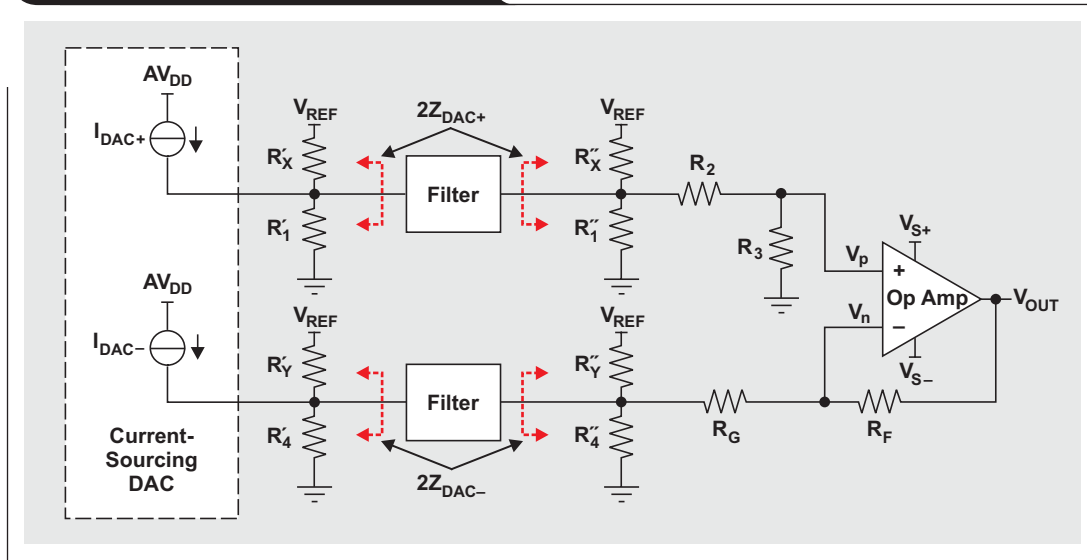 AVDD
IDAC+
VREF
R′X
R′1
2ZDAC+
Filter
VREF
R″X
R″1
R2
R3
VS+
Vp
+
Op Amp
VOUT
Vn
−
VS−
AVDD
IDAC−
VREF
R′Y
R′4
Filter
2ZDAC−
VREF
R″Y
R″4
RG
RF
Current-
Sourcing
DAC